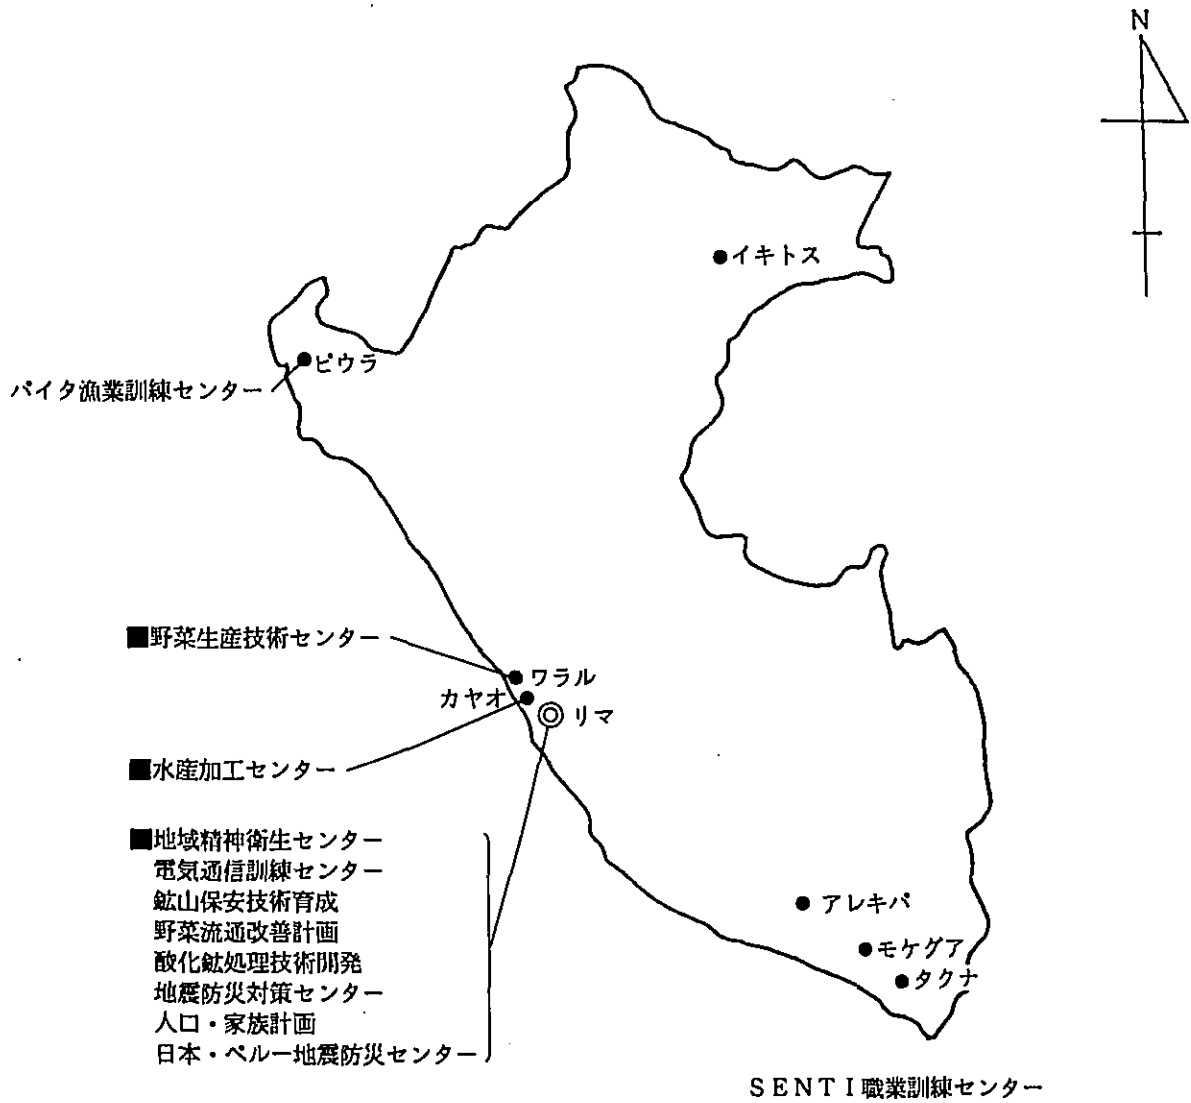 N
●イキトス
●ピウラ
パイタ漁業訓練センター
■野菜生産技術センター
●ワラル
カヤオ●
◎リマ
■水産加工センター
■地域精神衛生センター
電気通信訓練センター
鉱山保安技術育成
野菜流通改善計画
酸化鉱処理技術開発
地震防災対策センター
人口・家族計画
日本・ペルー地震防災センター
●アレキパ
●モケグア
●タクナ
SENTI職業訓練センター